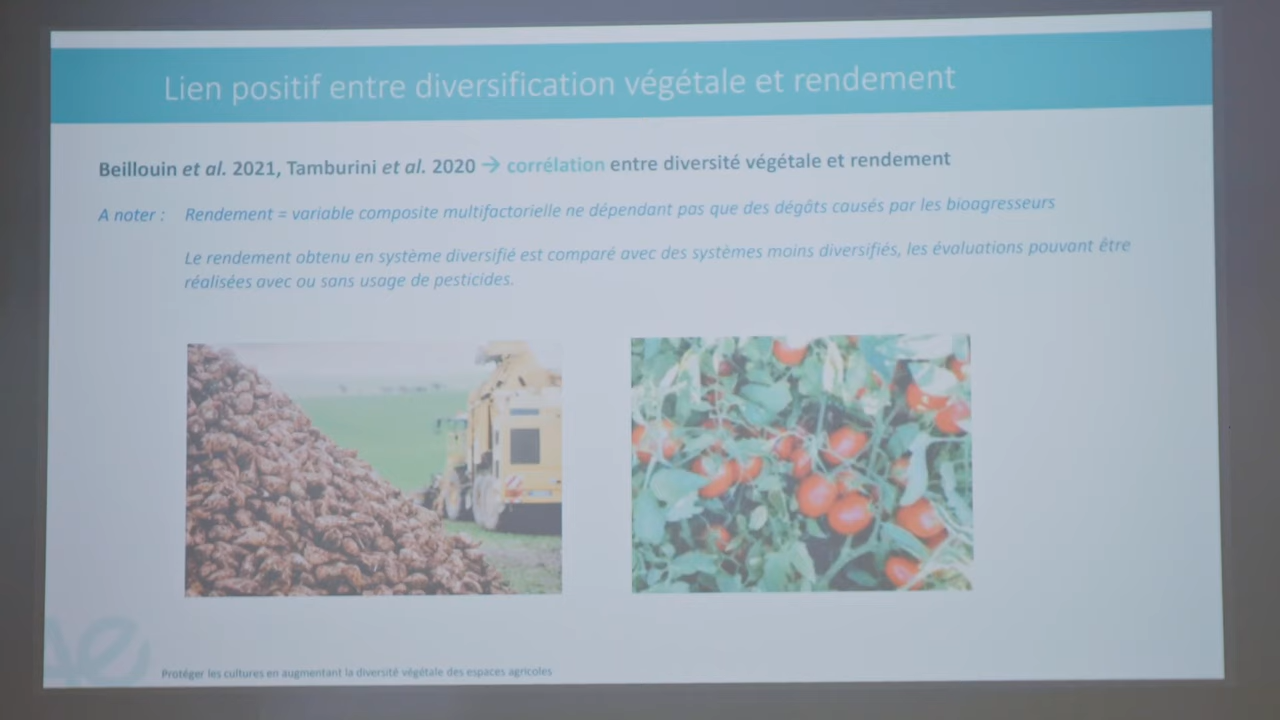 Lien positif entre diversification végétale et rendement
Beillouin et al. 2021, Tamburini et al. 2020 → corrélation entre diversité végétale et rendement
A noter : Rendement = variable composite multifactorielle ne dépendant pas que des dégâts causés par les bioagresseurs
Le rendement obtenu en système diversifié est comparé avec des systèmes moins diversifiés, les évaluations pouvant être
réalisées avec ou sans usage de pesticides.
Protéger les cultures en augmentant la diversité végétale des espaces agricoles